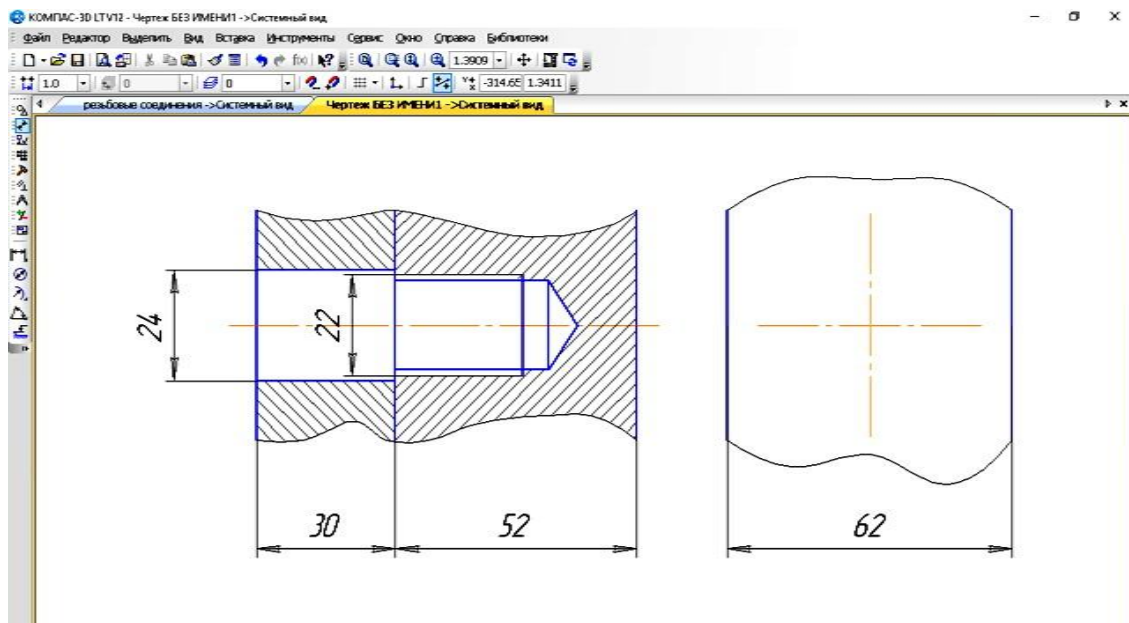 КОМПАС-3D LT V12 - Чертеж БЕЗ ИМЕНИ1 ->Системный вид
Файл Редактор Выделить Вид Вставка Инструменты Сервис Окно Справка Библиотеки
1.3909
1.0 0 0 -314.65 1.3411
резьбовые соединения ->Системный вид Чертеж БЕЗ ИМЕНИ1 ->Системный вид
24
22
30 52 62